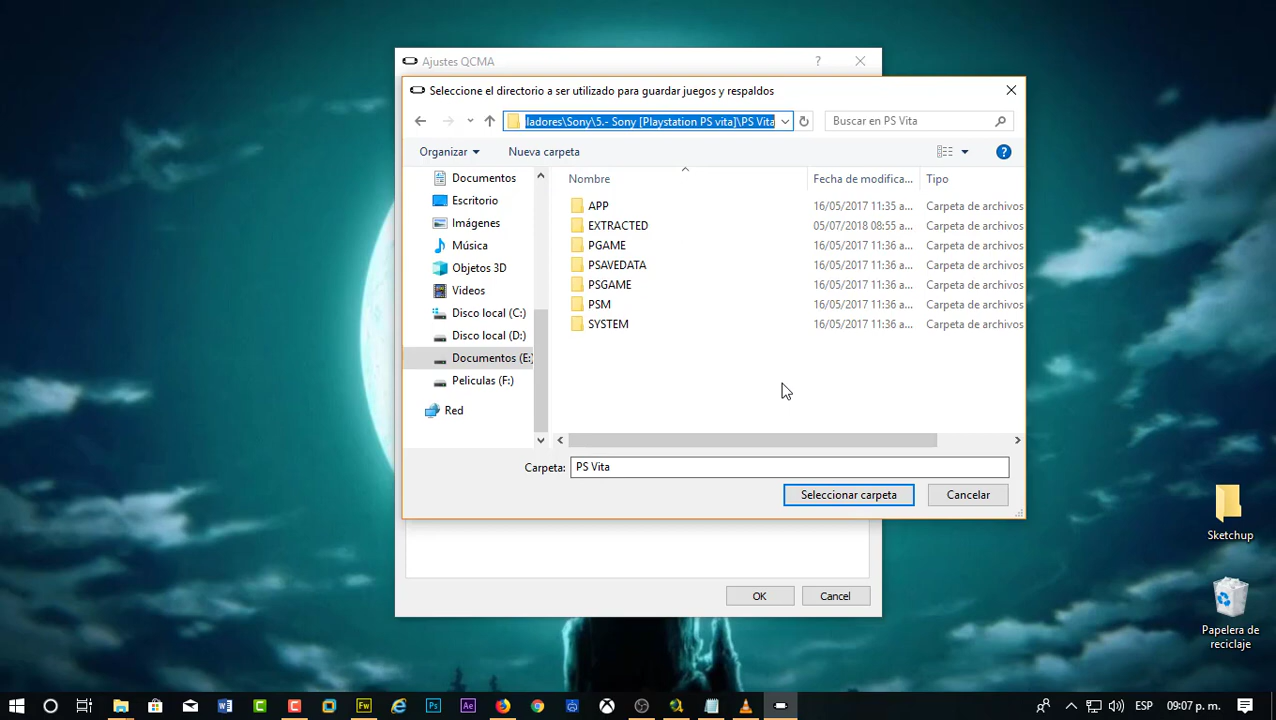 Ajustes QCMA
?
Seleccione el directorio a ser utilizado para guardar juegos y respaldos
ladores\Sony\5.- Sony [Playstation PS vita]\PS Vita
Buscar en PS Vita
Organizar
Nueva carpeta
?
Documentos
Escritorio
Imágenes
Música
Objetos 3D
Videos
Disco local (C:)
Disco local (D:)
Documentos (E:)
Peliculas (F:)
Red
Nombre Fecha de modifica... Tipo
APP 16/05/2017 11:35 a... Carpeta de archivos
EXTRACTED 05/07/2018 08:55 a... Carpeta de archivos
PGAME 16/05/2017 11:36 a... Carpeta de archivos
PSAVEDATA 16/05/2017 11:36 a... Carpeta de archivos
PSGAME 16/05/2017 11:36 a... Carpeta de archivos
PSM 16/05/2017 11:36 a... Carpeta de archivos
SYSTEM 16/05/2017 11:36 a... Carpeta de archivos
Carpeta: PS Vita
Seleccionar carpeta
Cancelar
OK
Cancel
Sketchup
Papelera de
reciclaje
W
C
C
Fw
Ps
Ae
ESP
09:07 p. m.